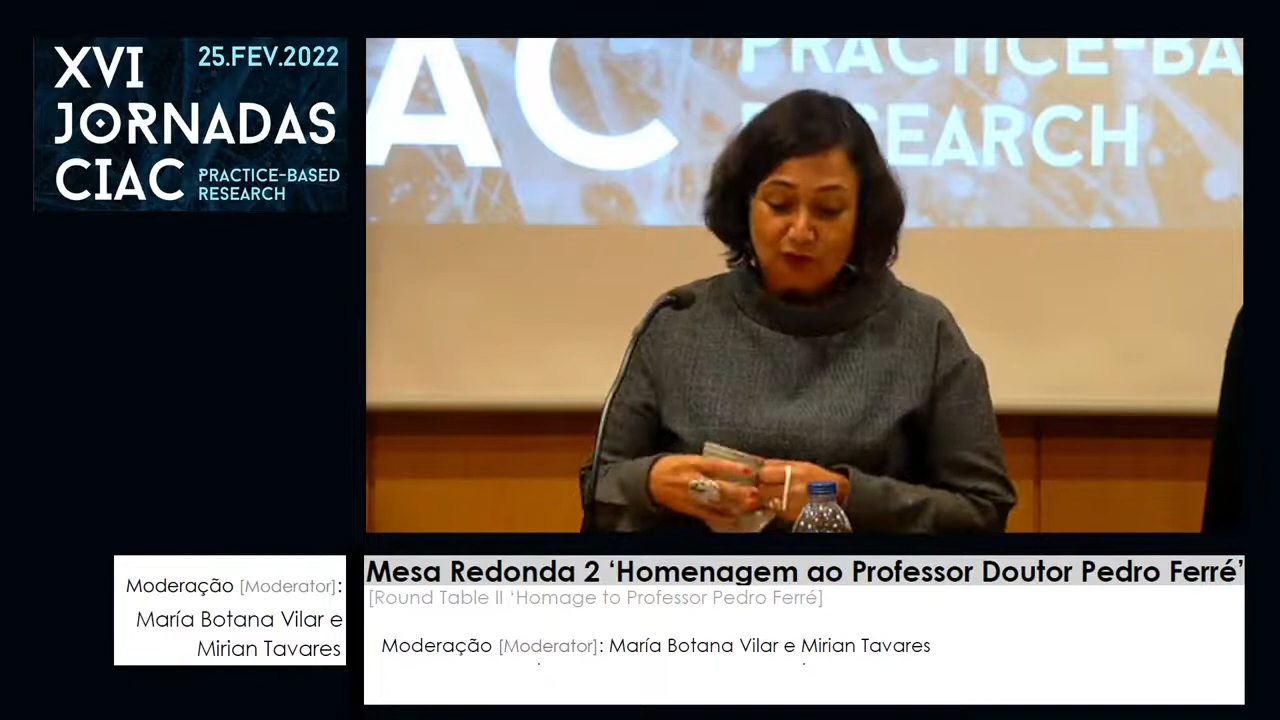 XVI
25.FEV.2022
JORNADAS
CIAC
PRACTICE-BASED
RESEARCH
AC
PRACTICE-BA
ESEARCH
Moderação [Moderator]:
María Botana Vilar e
Mirian Tavares
Mesa Redonda 2 ‘Homenagem ao Professor Doutor Pedro Ferré’
[Round Table II ‘Homage to Professor Pedro Ferré]
Moderação [Moderator]: María Botana Vilar e Mirian Tavares